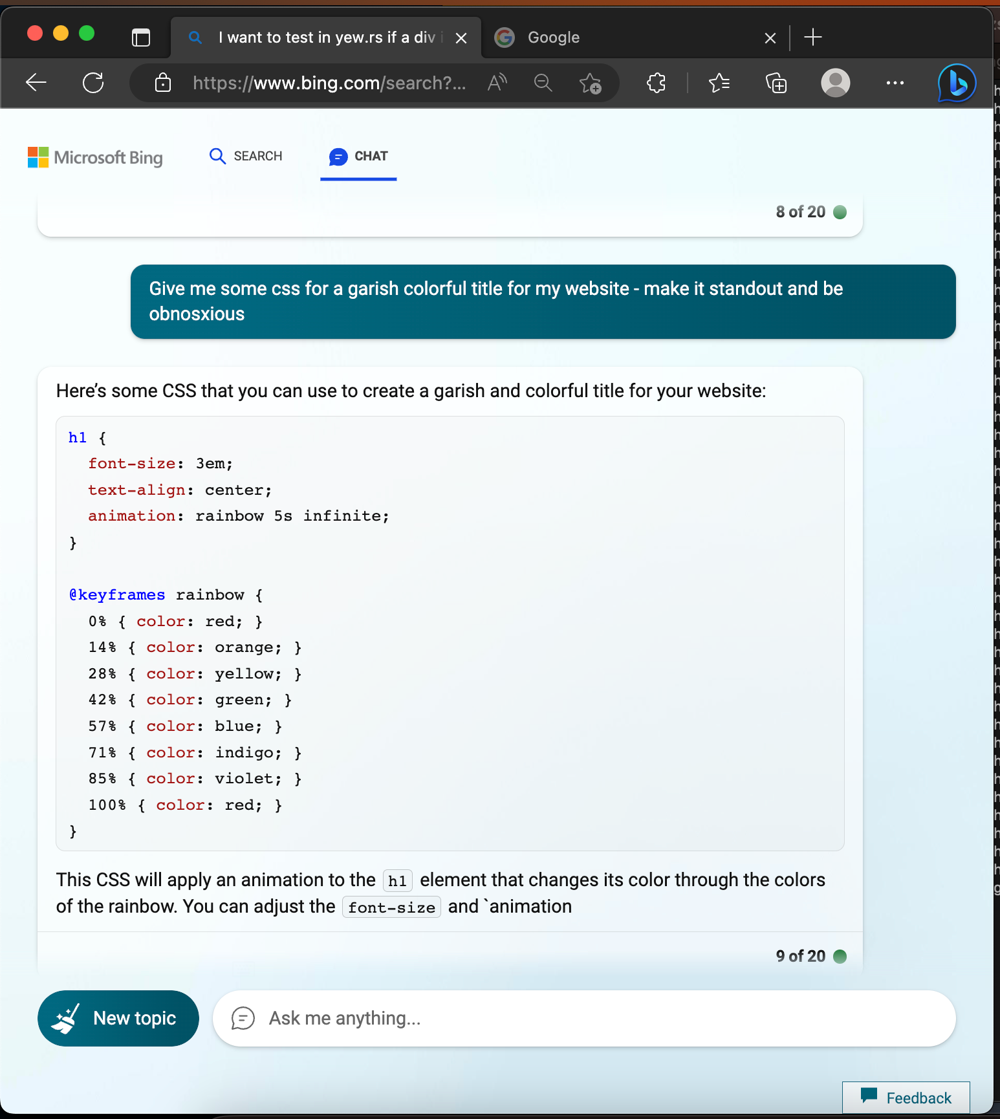 I want to test in yew.rs if a div i
Google
https://www.bing.com/search?...
Microsoft Bing
SEARCH
CHAT
8 of 20
Give me some css for a garish colorful title for my website - make it standout and be
obnosxious
Here’s some CSS that you can use to create a garish and colorful title for your website:
h1 {
  font-size: 3em;
  text-align: center;
  animation: rainbow 5s infinite;
}
@keyframes rainbow {
  0% { color: red; }
  14% { color: orange; }
  28% { color: yellow; }
  42% { color: green; }
  57% { color: blue; }
  71% { color: indigo; }
  85% { color: violet; }
  100% { color: red; }
}
This CSS will apply an animation to the h1 element that changes its color through the colors
of the rainbow. You can adjust the font-size and `animation
9 of 20
New topic
Ask me anything...
Feedback